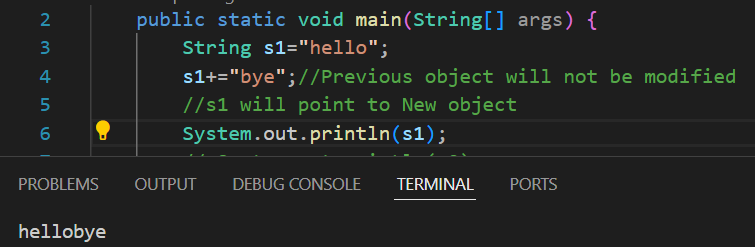 2 public static void main(String[] args) {
3 String s1="hello";
4 s1+="bye";//Previous object will not be modified
5 //s1 will point to New object
6 System.out.println(s1);
PROBLEMS OUTPUT DEBUG CONSOLE TERMINAL PORTS
hellobye